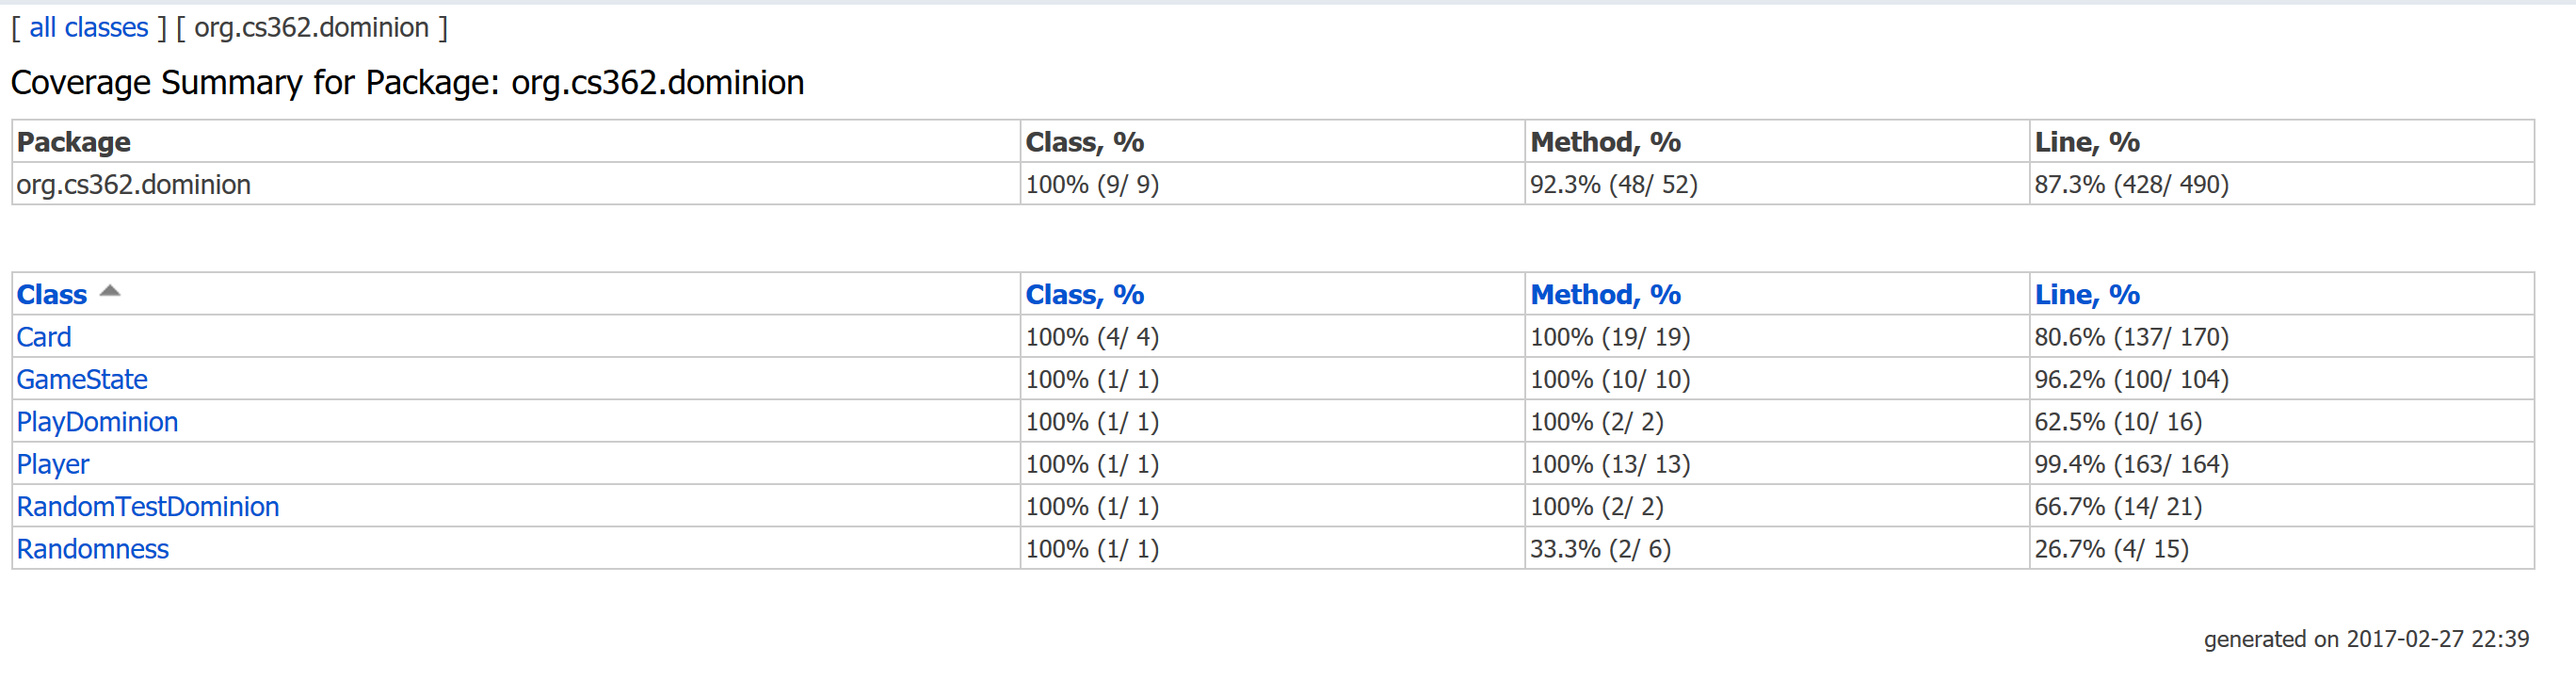 [ all classes ] [ org.cs362.dominion ]
Coverage Summary for Package: org.cs362.dominion
Package Class, % Method, % Line, %
org.cs362.dominion 100% (9/ 9) 92.3% (48/ 52) 87.3% (428/ 490)
Class Class, % Method, % Line, %
Card 100% (4/ 4) 100% (19/ 19) 80.6% (137/ 170)
GameState 100% (1/ 1) 100% (10/ 10) 96.2% (100/ 104)
PlayDominion 100% (1/ 1) 100% (2/ 2) 62.5% (10/ 16)
Player 100% (1/ 1) 100% (13/ 13) 99.4% (163/ 164)
RandomTestDominion 100% (1/ 1) 100% (2/ 2) 66.7% (14/ 21)
Randomness 100% (1/ 1) 33.3% (2/ 6) 26.7% (4/ 15)
generated on 2017-02-27 22:39